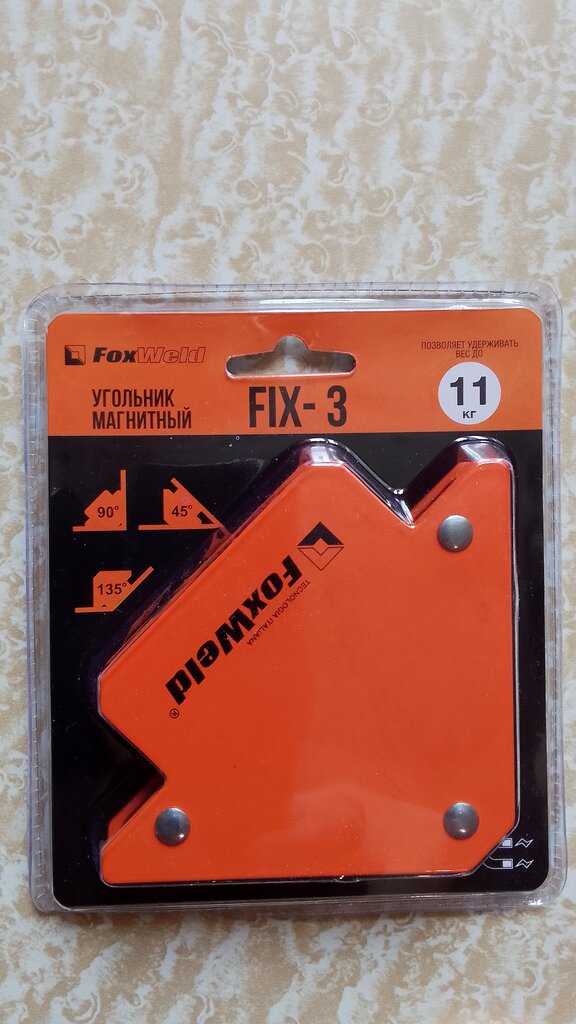 FoxWeld
ПОЗВОЛЯЕТ УДЕРЖИВАТЬ
ВЕС ДО
11
КГ
УГОЛЬНИК
МАГНИТНЫЙ
FIX- 3
90°
45°
135°
FoxWeld®
TECNOLOGIA ITALIANA